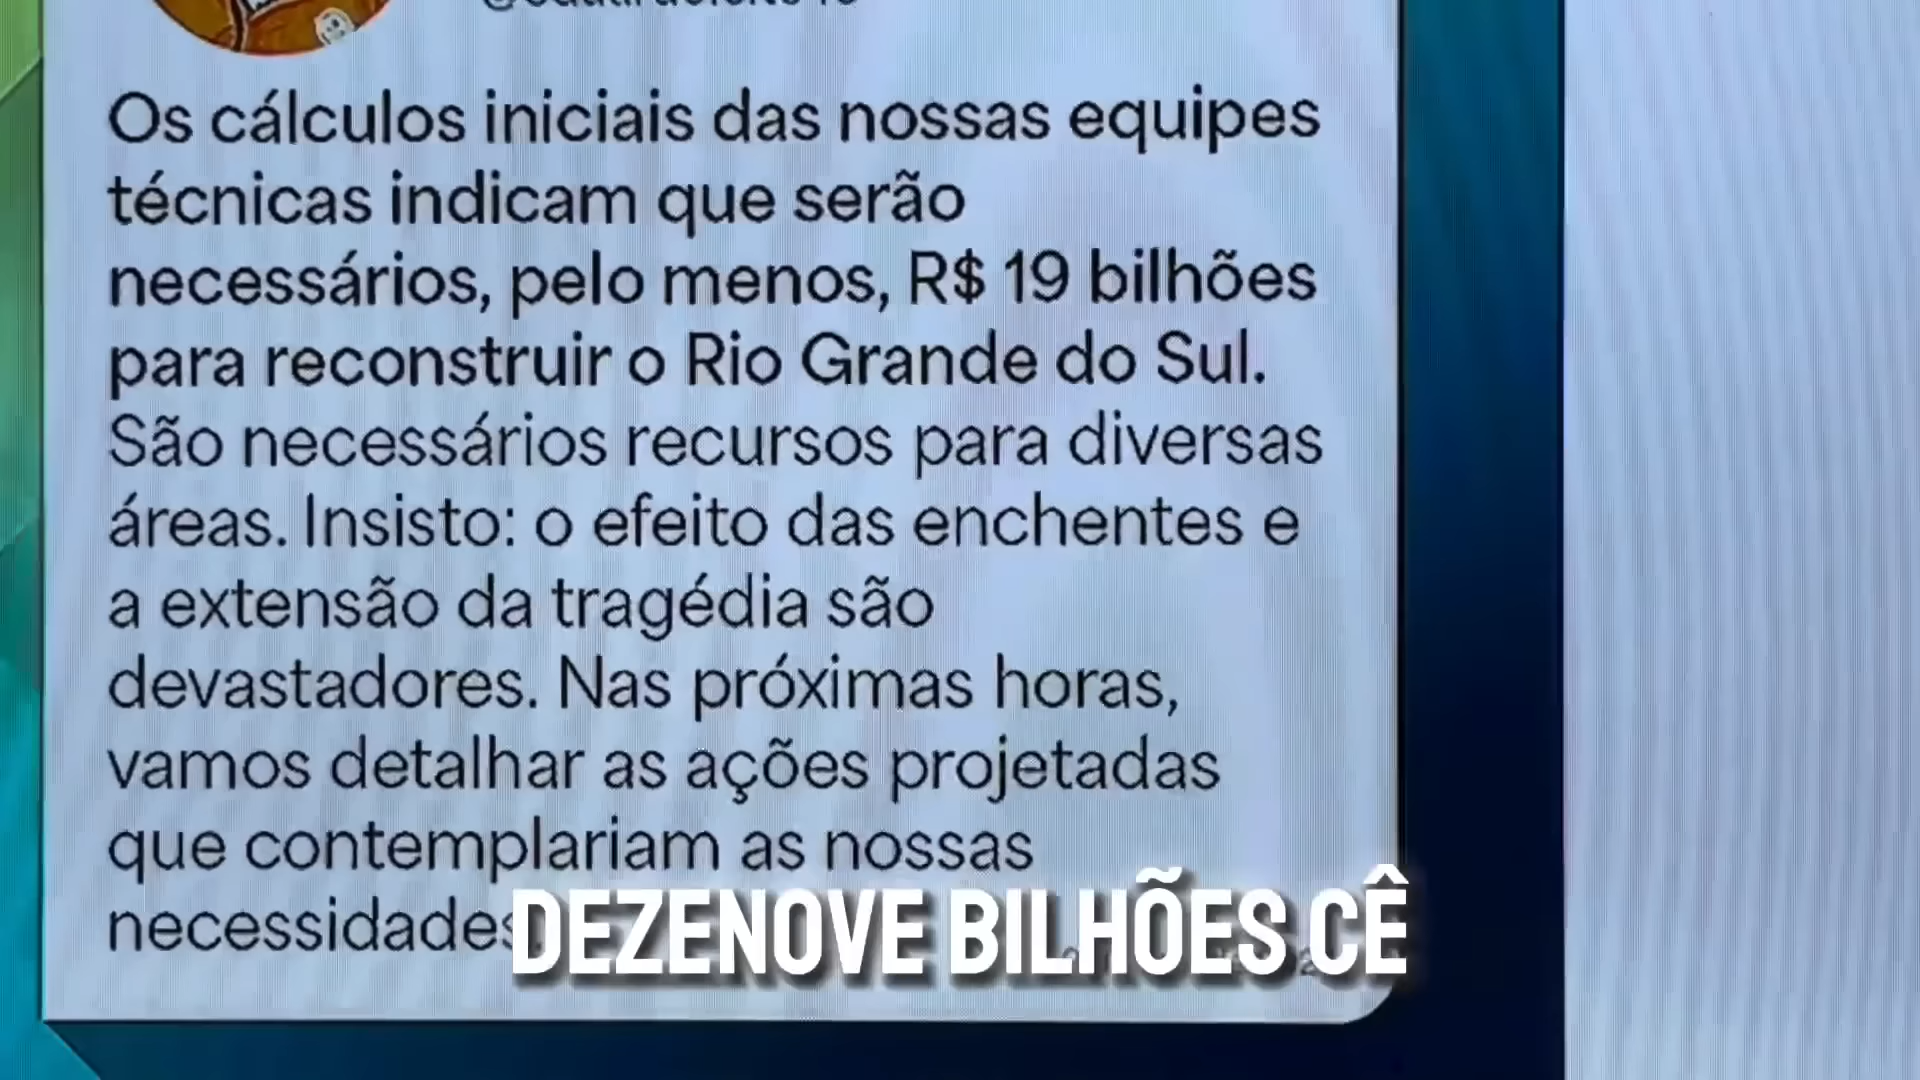 Os cálculos iniciais das nossas equipes
técnicas indicam que serão
necessários, pelo menos, R$ 19 bilhões
para reconstruir o Rio Grande do Sul.
São necessários recursos para diversas
áreas. Insisto: o efeito das enchentes e
a extensão da tragédia são
devastadores. Nas próximas horas,
vamos detalhar as ações projetadas
que contemplariam as nossas
necessidades.
DEZENOVE BILHÕES CÊ